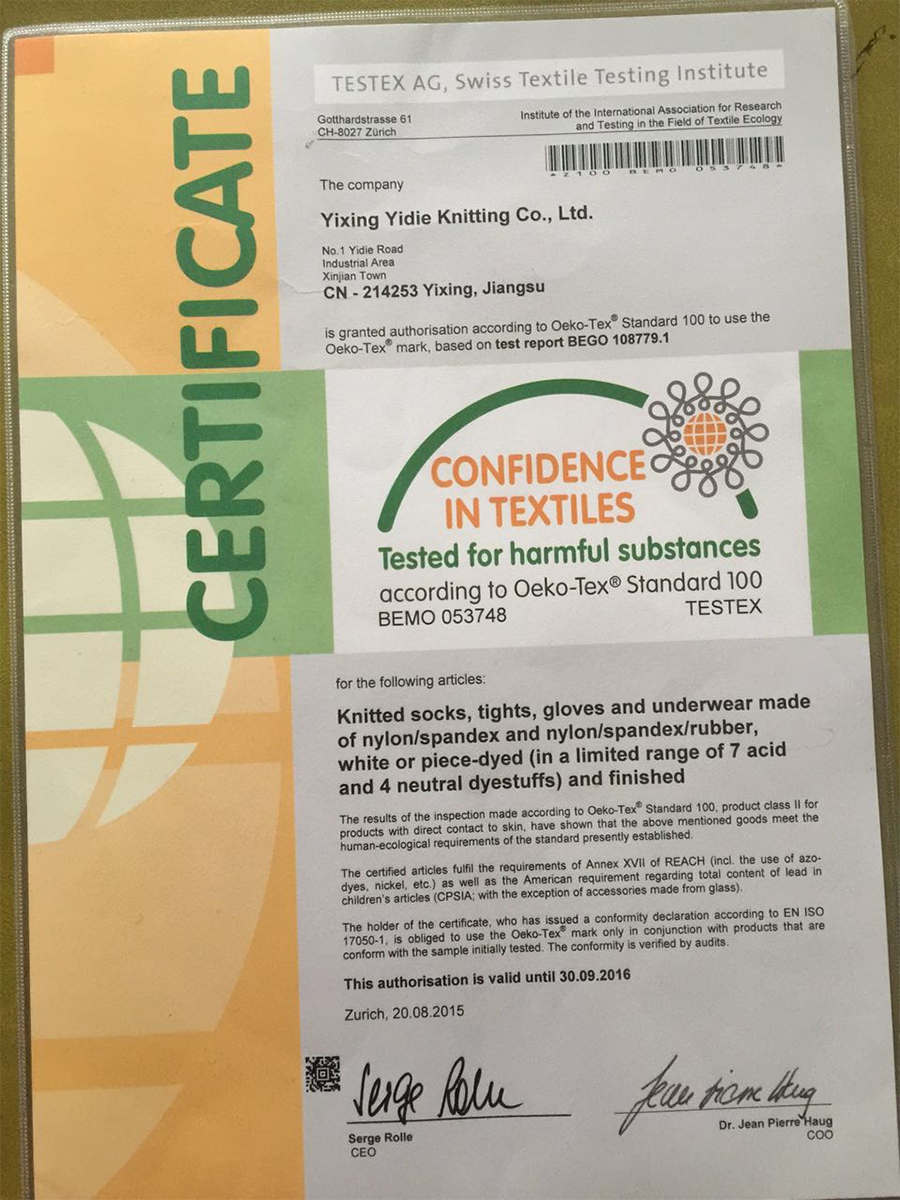 CERTIFICATE
TESTEX AG, Swiss Textile Testing Institute
Gotthardstrasse 61
CH-8027 Zürich
Institute of the International Association for Research
and Testing in the Field of Textile Ecology
*Z100 BEMO 053748*
The company
Yixing Yidie Knitting Co., Ltd.
No.1 Yidie Road
Industrial Area
Xinjian Town
CN - 214253 Yixing, Jiangsu
is granted authorisation according to Oeko-Tex® Standard 100 to use the
Oeko-Tex® mark, based on test report BEGO 108779.1
CONFIDENCE
IN TEXTILES
Tested for harmful substances
according to Oeko-Tex® Standard 100
BEMO 053748 TESTEX
for the following articles:
Knitted socks, tights, gloves and underwear made
of nylon/spandex and nylon/spandex/rubber,
white or piece-dyed (in a limited range of 7 acid
and 4 neutral dyestuffs) and finished
The results of the inspection made according to Oeko-Tex® Standard 100, product class II for
products with direct contact to skin, have shown that the above mentioned goods meet the
human-ecological requirements of the standard presently established.
The certified articles fulfil the requirements of Annex XVII of REACH (incl. the use of azo-
dyes, nickel, etc.) as well as the American requirement regarding total content of lead in
children's articles (CPSIA; with the exception of accessories made from glass).
The holder of the certificate, who has issued a conformity declaration according to EN ISO
17050-1, is obliged to use the Oeko-Tex® mark only in conjunction with products that are
conform with the sample initially tested. The conformity is verified by audits.
This authorisation is valid until 30.09.2016
Zurich, 20.08.2015
Serge Rolle
Jean Pierre Haug
Serge Rolle
CEO
Dr. Jean Pierre Haug
COO